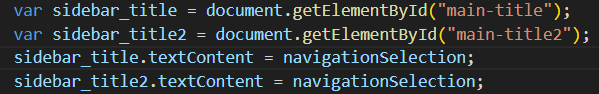 var sidebar_title = document.getElementById("main-title");
var sidebar_title2 = document.getElementById("main-title2");
sidebar_title.textContent = navigationSelection;
sidebar_title2.textContent = navigationSelection;